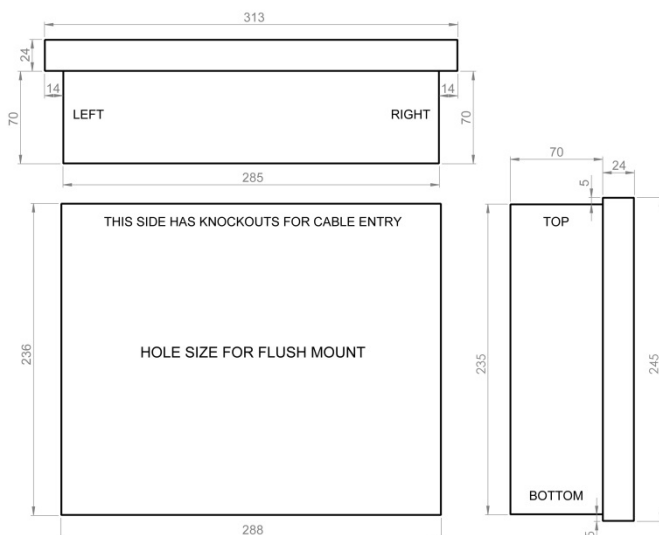 313
24
14
14
70
LEFT
RIGHT
70
285
THIS SIDE HAS KNOCKOUTS FOR CABLE ENTRY
HOLE SIZE FOR FLUSH MOUNT
236
288
70
24
5
TOP
235
245
BOTTOM
5